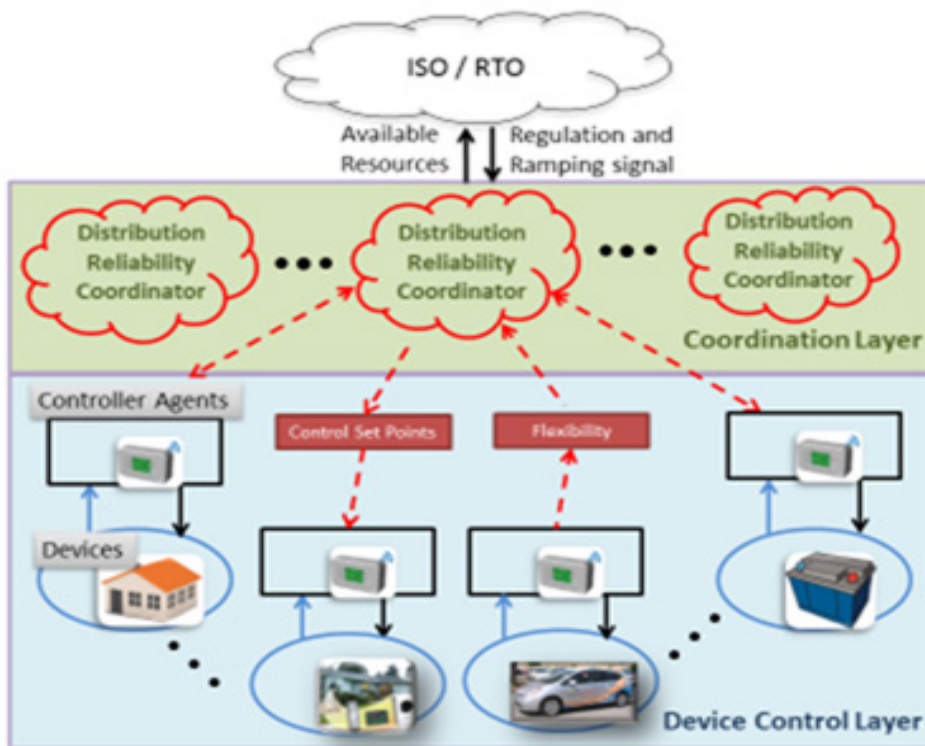 ISO / RTO
Available
Resources
Regulation and
Ramping signal
Distribution
Reliability
Coordinator
Distribution
Reliability
Coordinator
Distribution
Reliability
Coordinator
Coordination Layer
Controller Agents
Control Set Points
Flexibility
Devices
Device Control Layer